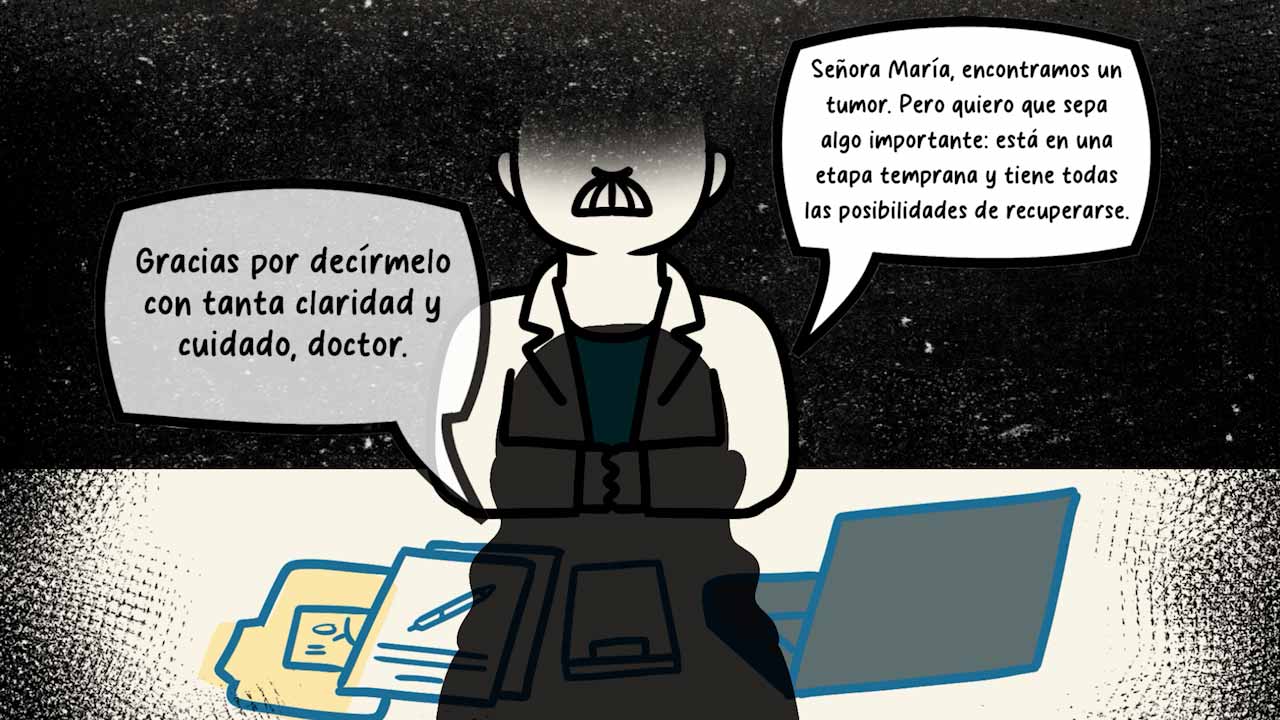 Señora María, encontramos un
tumor. Pero quiero que sepa
algo importante: está en una
etapa temprana y tiene todas
las posibilidades de recuperarse.
Gracias por decírmelo
con tanta claridad y
cuidado, doctor.